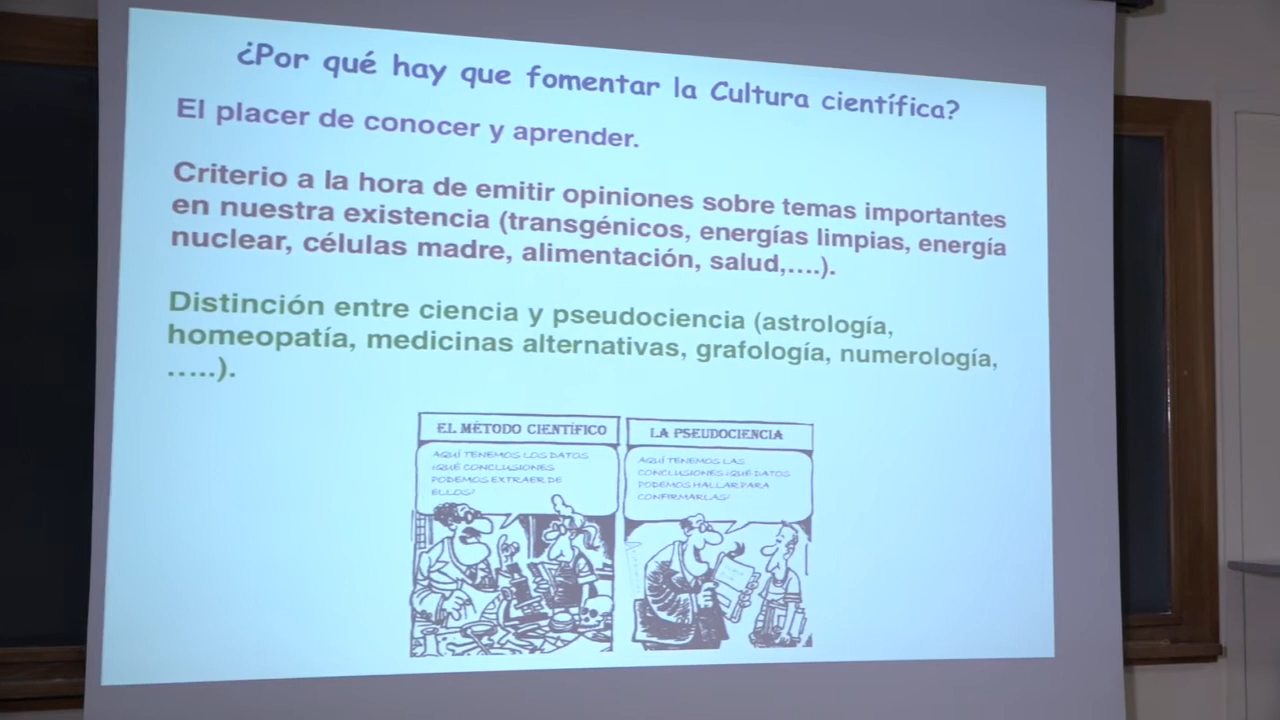 ¿Por qué hay que fomentar la Cultura científica?
El placer de conocer y aprender.
Criterio a la hora de emitir opiniones sobre temas importantes
en nuestra existencia (transgénicos, energías limpias, energía
nuclear, células madre, alimentación, salud,....).
Distinción entre ciencia y pseudociencia (astrología,
homeopatía, medicinas alternativas, grafología, numerología,
.....).
EL MÉTODO CIENTÍFICO
AQUÍ TENEMOS LOS DATOS
¿QUÉ CONCLUSIONES
PODEMOS EXTRAER DE
ELLOS?
LA PSEUDOCIENCIA
AQUÍ TENEMOS LAS
CONCLUSIONES ¿QUÉ DATOS
PODEMOS HALLAR PARA
CONFIRMARLAS?